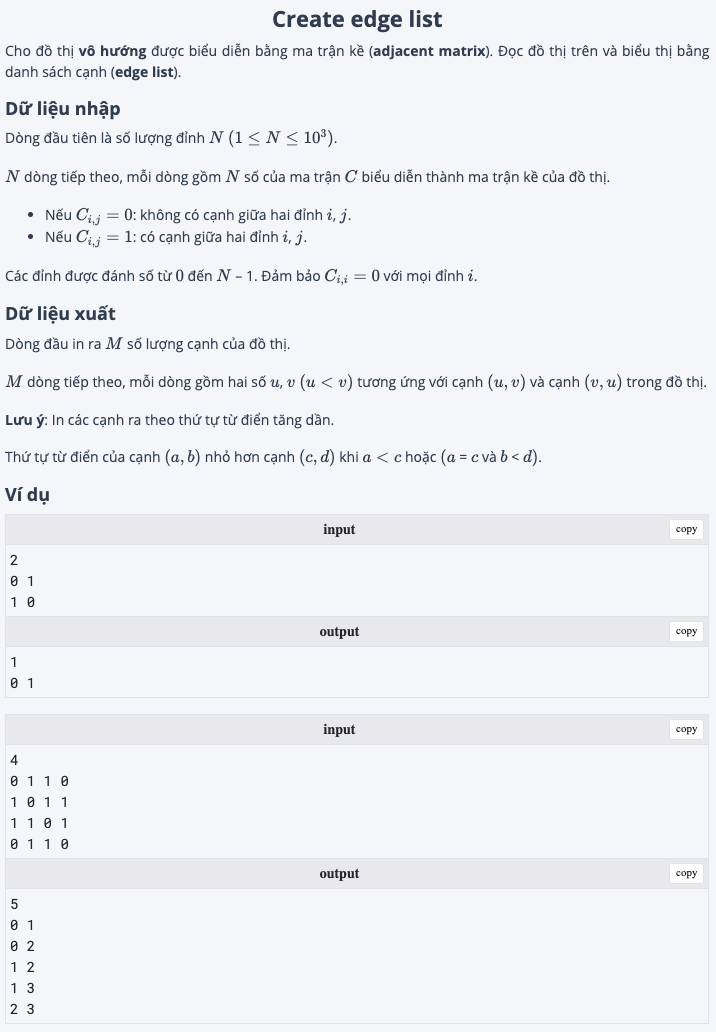 Create edge list
Cho đồ thị vô hướng được biểu diễn bằng ma trận kề (adjacent matrix). Đọc đồ thị trên và biểu thị bằng
danh sách cạnh (edge list).
Dữ liệu nhập
Dòng đầu tiên là số lượng đỉnh N (1 ≤ N ≤ 10³).
N dòng tiếp theo, mỗi dòng gồm N số của ma trận C biểu diễn thành ma trận kề của đồ thị.
• Nếu C_{i,j} = 0: không có cạnh giữa hai đỉnh i, j.
• Nếu C_{i,j} = 1: có cạnh giữa hai đỉnh i, j.
Các đỉnh được đánh số từ 0 đến N – 1. Đảm bảo C_{i,i} = 0 với mọi đỉnh i.
Dữ liệu xuất
Dòng đầu in ra M số lượng cạnh của đồ thị.
M dòng tiếp theo, mỗi dòng gồm hai số u, v (u < v) tương ứng với cạnh (u, v) và cạnh (v, u) trong đồ thị.
Lưu ý: In các cạnh ra theo thứ tự từ điển tăng dần.
Thứ tự từ điển của cạnh (a, b) nhỏ hơn cạnh (c, d) khi a < c hoặc (a = c và b < d).
Ví dụ
input copy
2
0 1
1 0
output copy
1
0 1
input copy
4
0 1 1 0
1 0 1 1
1 1 0 1
0 1 1 0
output copy
5
0 1
0 2
1 2
1 3
2 3